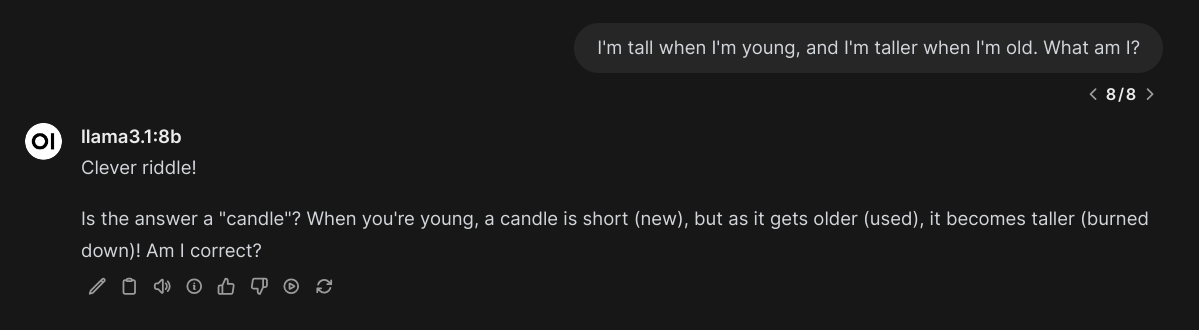 I'm tall when I'm young, and I'm taller when I'm old. What am I?
8/8
OI
llama3.1:8b
Clever riddle!
Is the answer a "candle"? When you're young, a candle is short (new), but as it gets older (used), it becomes taller (burned
down)! Am I correct?